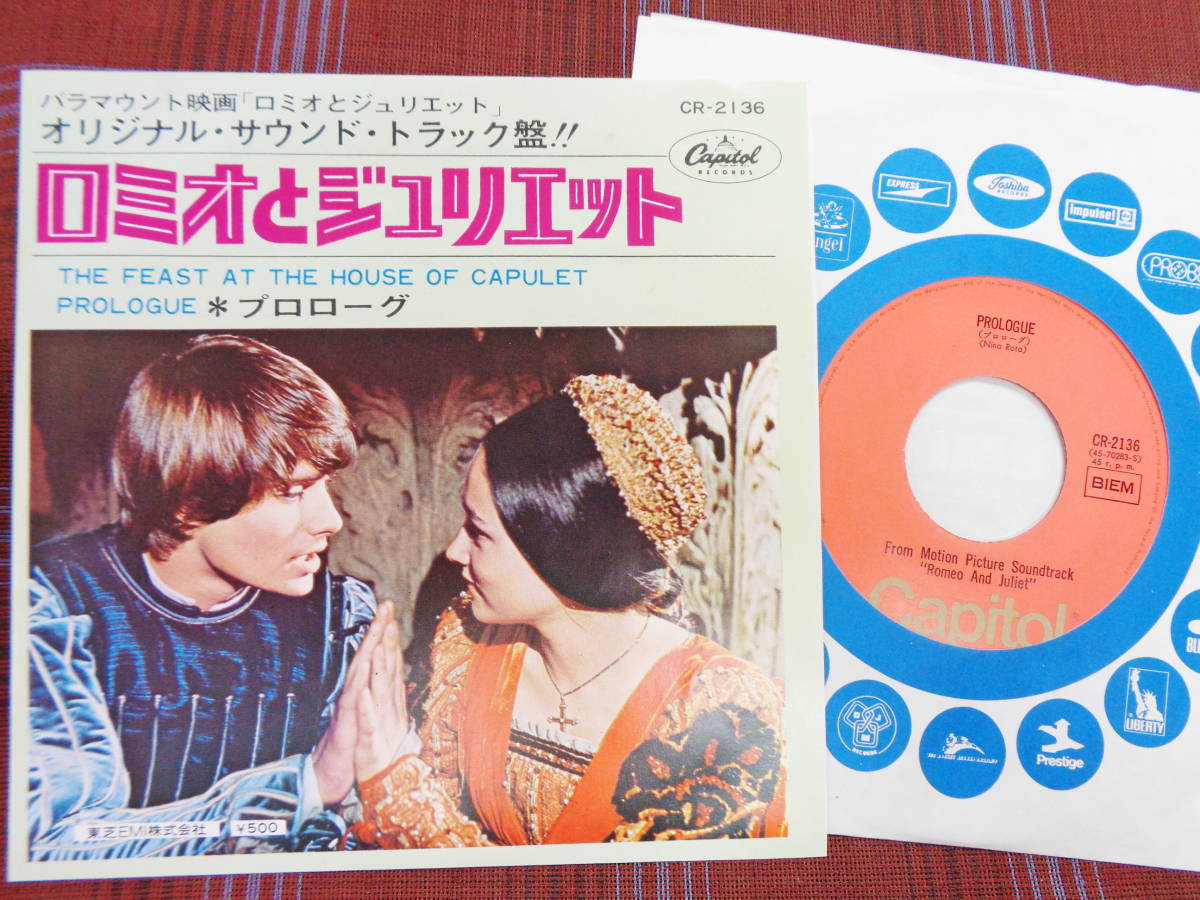 パラマウント映画「ロミオとジュリエット」
オリジナル・サウンド・トラック盤!!
CR-2136
Capitol
RECORDS
ロミオとジュリエット
THE FEAST AT THE HOUSE OF CAPULET
PROLOGUE＊プロローグ
東芝EMI株式会社
¥500
Angel
EXPRESS
Toshiba
RECORDS
impulse!
PROBE
PROLOGUE
(プロローグ)
(Nino Rota)
CR-2136
(45-70283-S)
45 r. p. m.
BIEM
From Motion Picture Soundtrack
"Romeo And Juliet"
Capitol
DJM
RECORDS
Prestige
LIBERTY